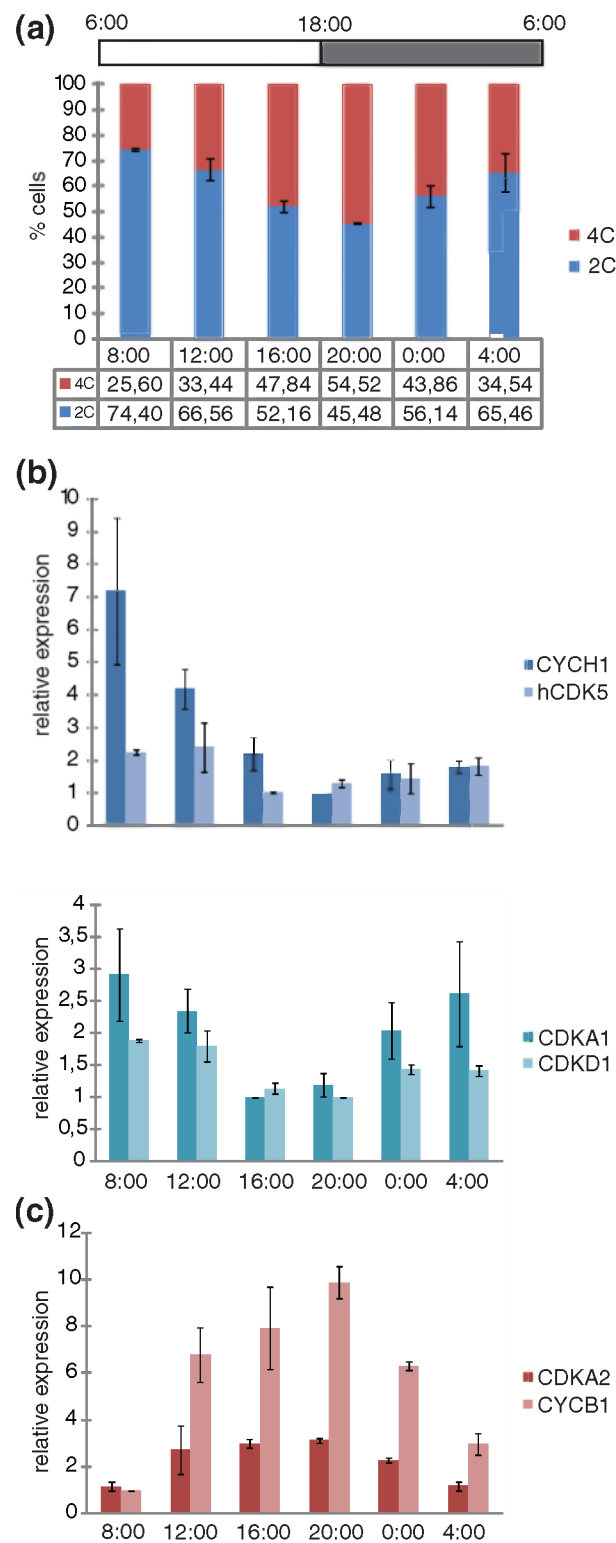 (a)
6:00 18:00 6:00
100
90
80
70
60
50
40
30
20
10
0
% cells
4C
2C
8:00 12:00 16:00 20:00 0:00 4:00
4C 25,60 33,44 47,84 54,52 43,86 34,54
2C 74,40 66,56 52,16 45,48 56,14 65,46
(b)
10
9
8
7
6
5
4
3
2
1
0
relative expression
CYCH1
hCDK5
4
3,5
3
2,5
2
1,5
1
0,5
0
relative expression
CDKA1
CDKD1
8:00 12:00 16:00 20:00 0:00 4:00
(c)
12
10
8
6
4
2
0
relative expression
CDKA2
CYCB1
8:00 12:00 16:00 20:00 0:00 4:00